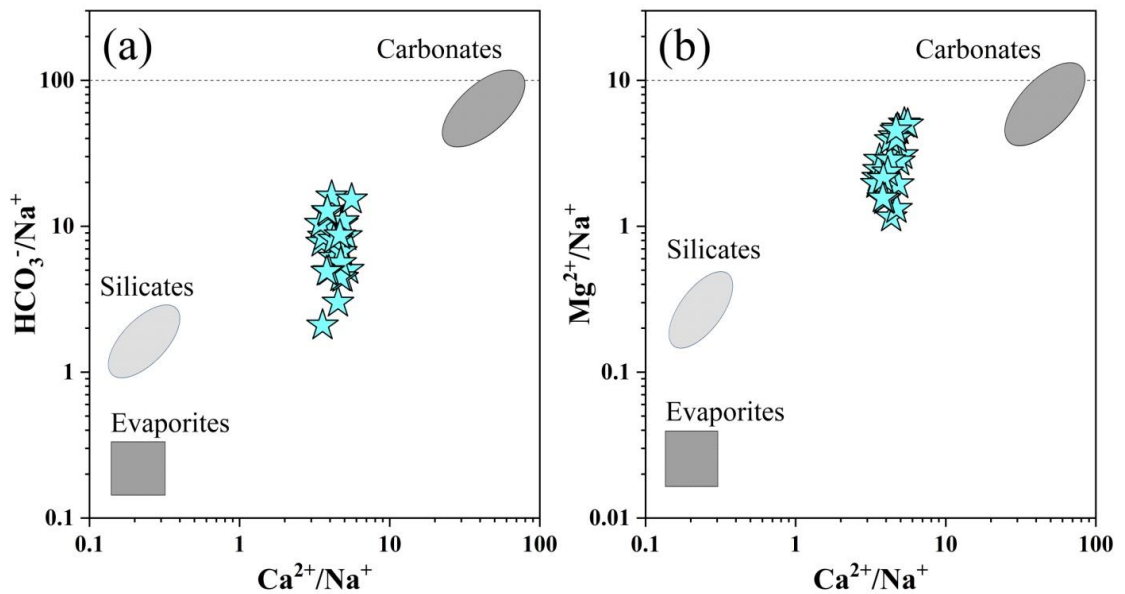 (a)
Carbonates
Silicates
Evaporites
100
10
1
0.1
0.1
1
10
100
HCO₃⁻/Na⁺
Ca²⁺/Na⁺
(b)
Carbonates
Silicates
Evaporites
10
1
0.1
0.01
0.1
1
10
100
Mg²⁺/Na⁺
Ca²⁺/Na⁺